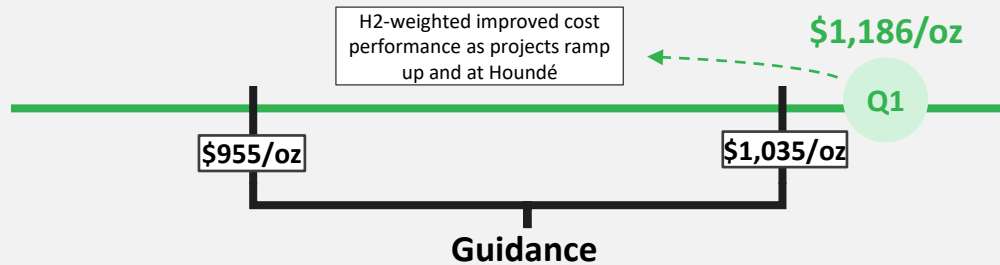 H2-weighted improved cost
performance as projects ramp
up and at Houndé
$1,186/oz
Q1
$955/oz
$1,035/oz
Guidance